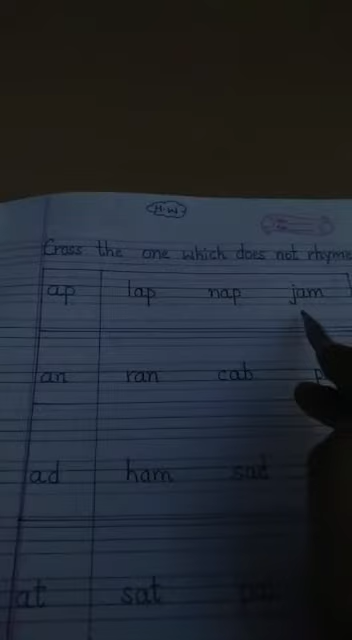 H.W
Cross the one which does not rhyme
ap lap nap jam
an ran cab
ad ham sad
at sat